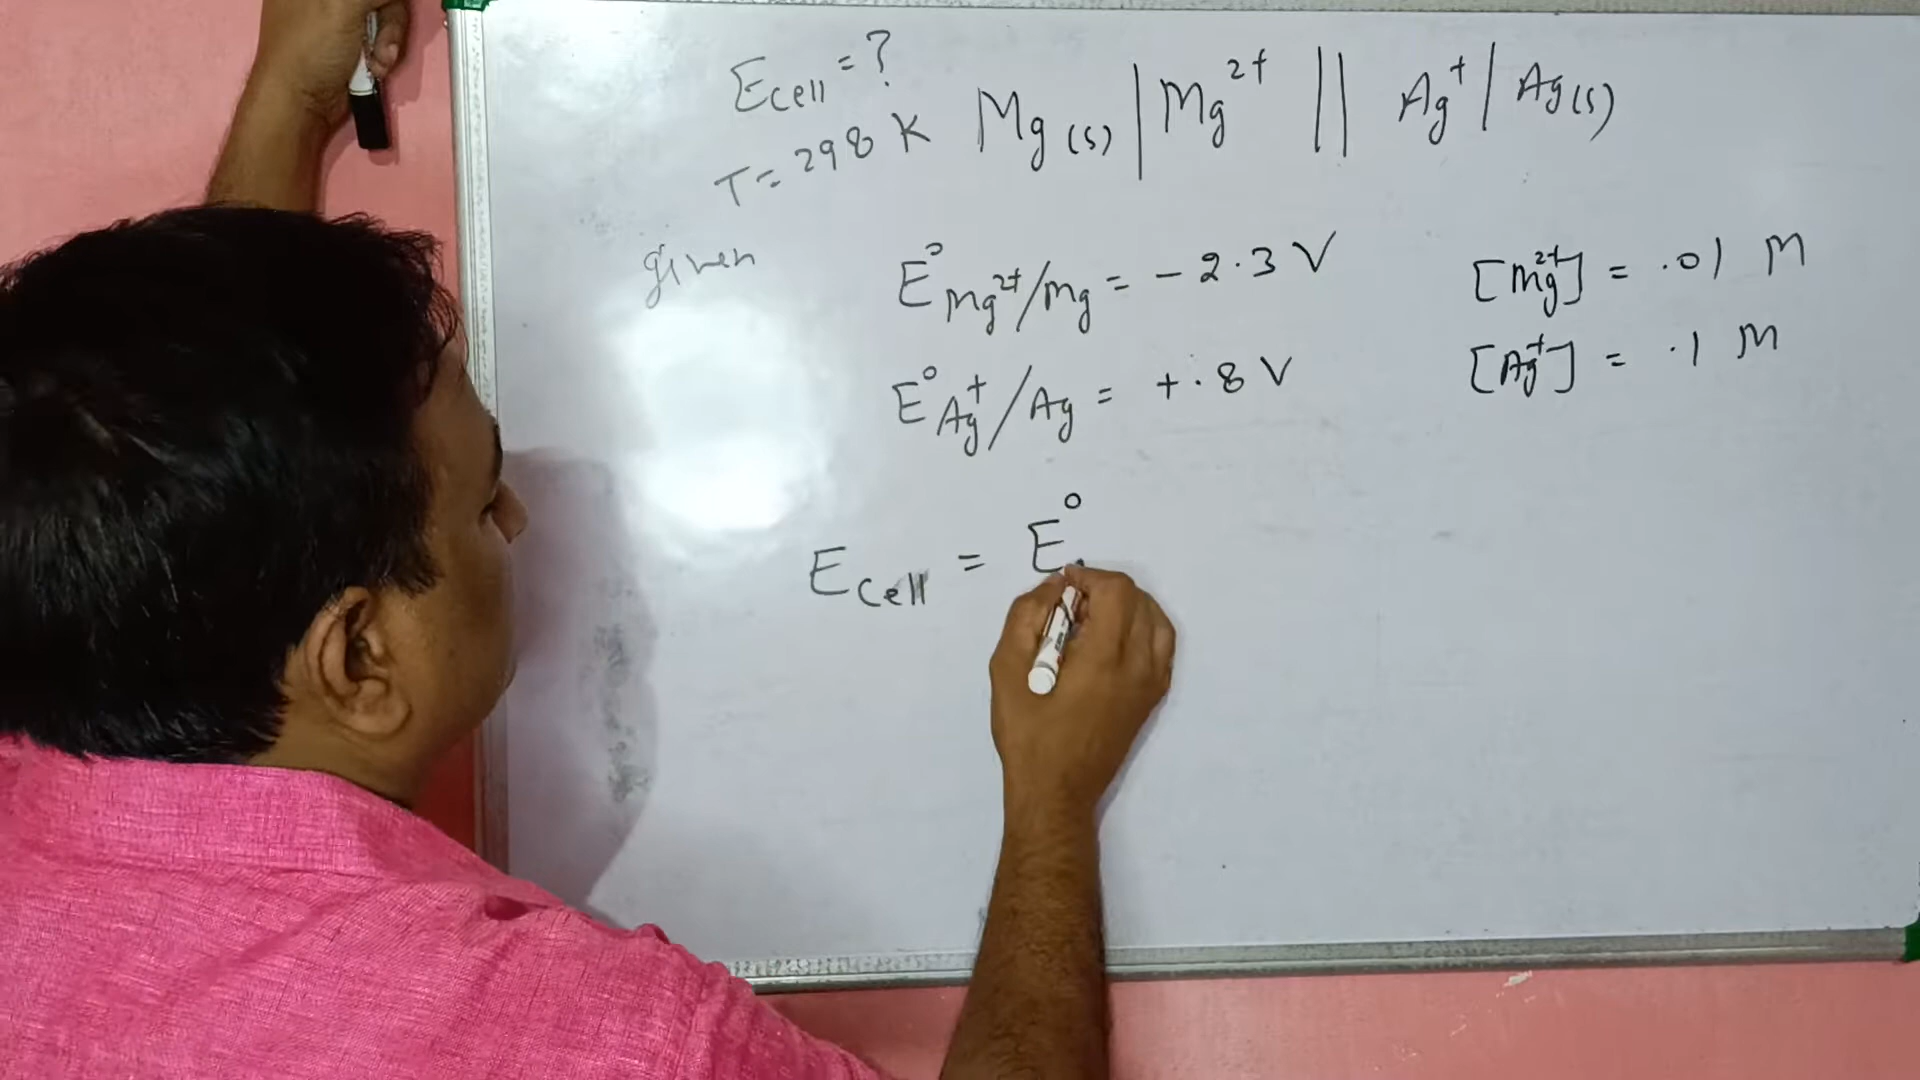 Ecell = ?
T = 298 K
Mg(s) | Mg²⁺ || Ag⁺ / Ag(s)
given
E°Mg²⁺/Mg = -2.3 V
[Mg²⁺] = .01 M
E°Ag⁺/Ag = +.8 V
[Ag⁺] = .1 M
Ecell = E°